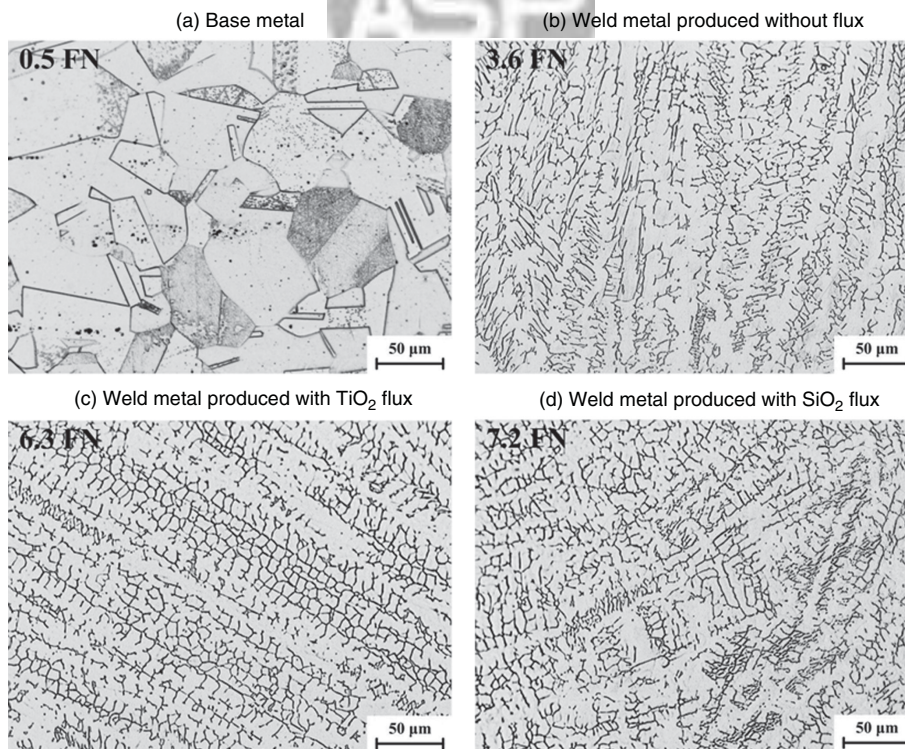 ASP
(a) Base metal
(b) Weld metal produced without flux
0.5 FN
3.6 FN
50 μm
50 μm
(c) Weld metal produced with TiO₂ flux
(d) Weld metal produced with SiO₂ flux
6.3 FN
7.2 FN
50 μm
50 μm